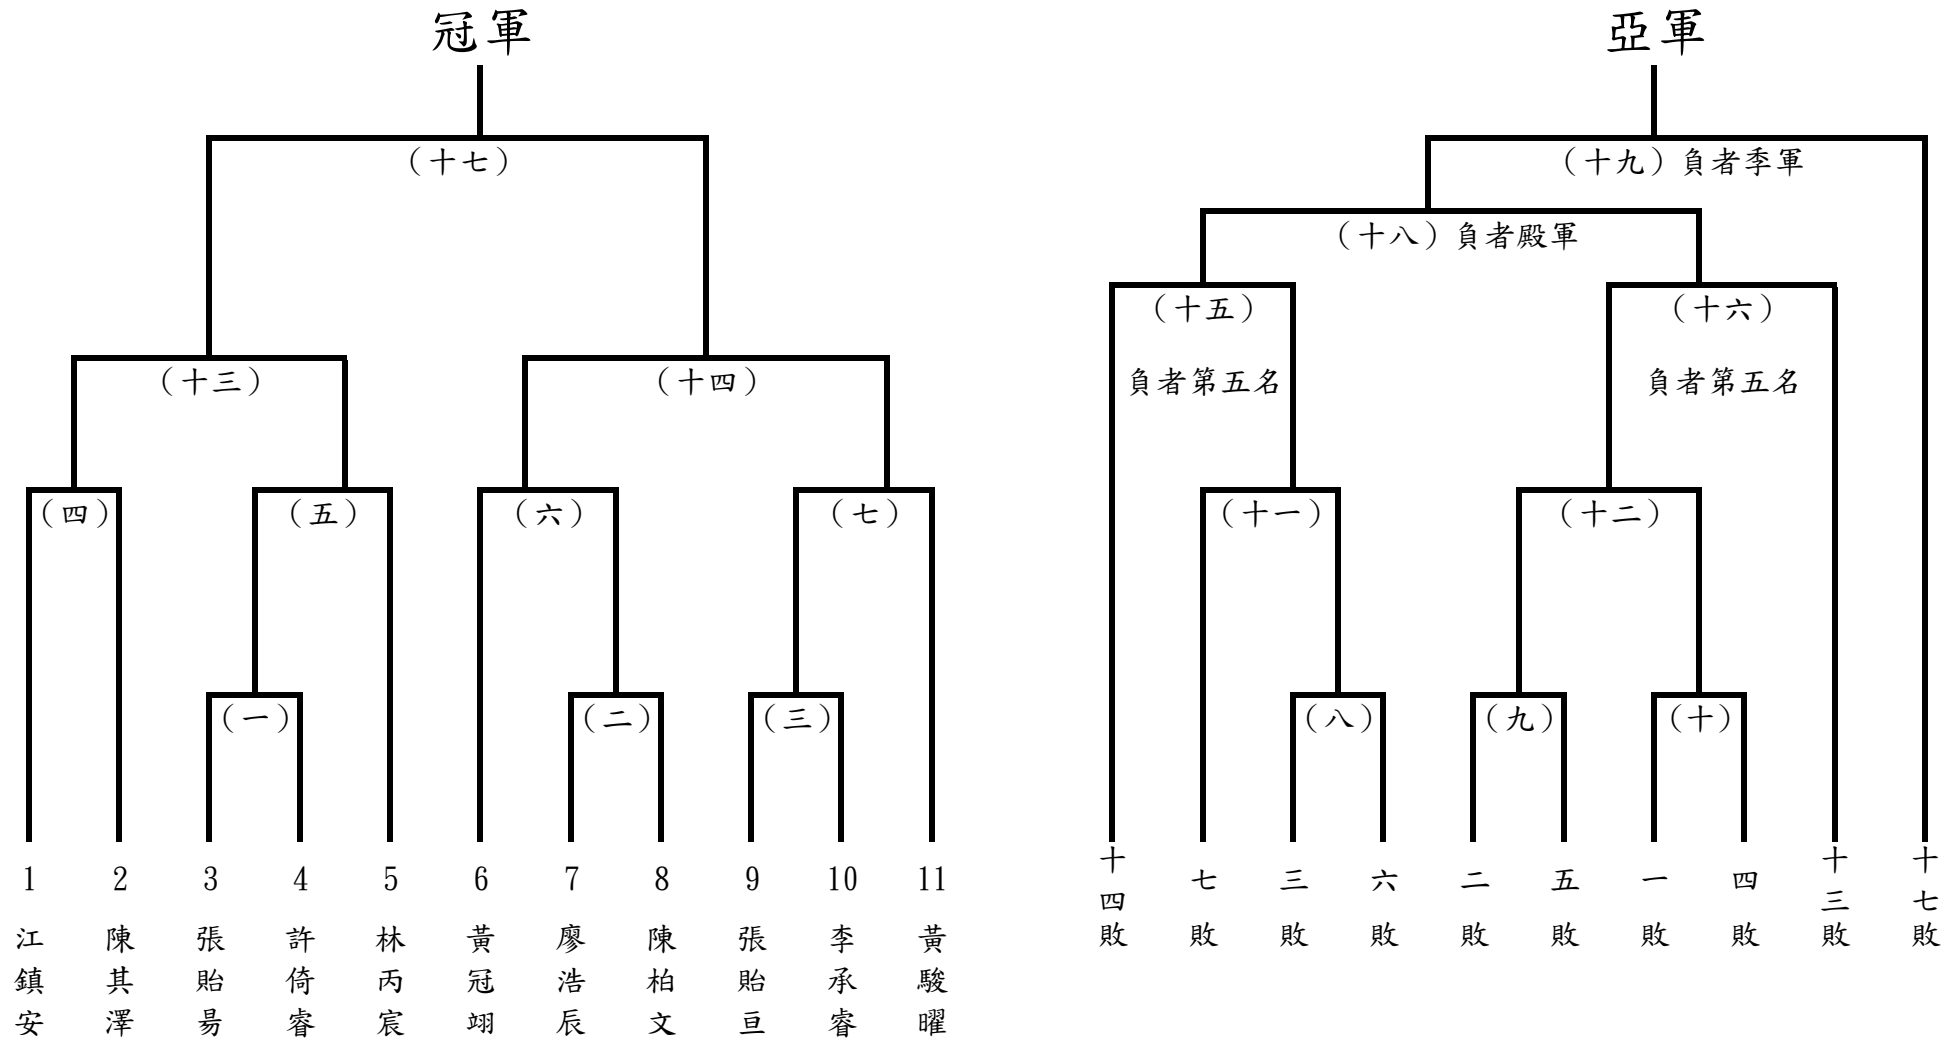 冠軍
亞軍
（十七）
（十九）負者季軍
（十八）負者殿軍
（十五）
（十六）
（十三）
（十四）
負者第五名
負者第五名
（四）
（五）
（六）
（七）
（十一）
（十二）
（一）
（二）
（三）
（八）
（九）
（十）
1
江鎮安
2
陳其澤
3
張貽昜
4
許倚睿
5
林丙宸
6
黃冠翊
7
廖浩辰
8
陳柏文
9
張貽亘
10
李承睿
11
黃駿曜
十四敗
七敗
三敗
六敗
二敗
五敗
一敗
四敗
十三敗
十七敗